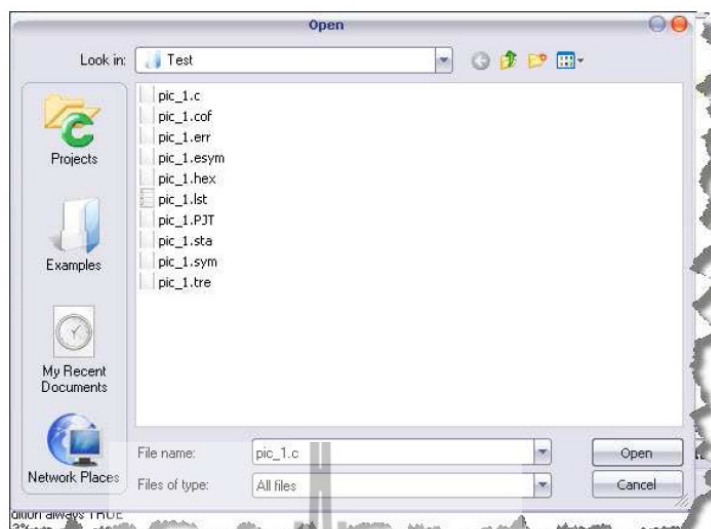 Open
Look in: Test
pic_1.c
pic_1.cof
pic_1.err
pic_1.esym
pic_1.hex
pic_1.lst
pic_1.PJT
pic_1.sta
pic_1.sym
pic_1.tre
Projects
Examples
My Recent
Documents
Network Places
File name: pic_1.c Open
Files of type: All files Cancel
always TRUE